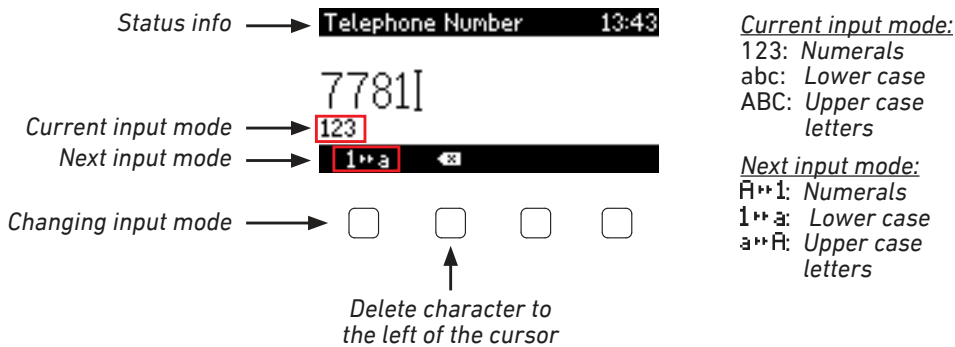 Status info
Telephone Number 13:43
7781
Current input mode
123
Next input mode
1↦a
Changing input mode
Delete character to
the left of the cursor
Current input mode:
123: Numerals
abc: Lower case
ABC: Upper case
letters
Next input mode:
A↦1: Numerals
1↦a: Lower case
a↦A: Upper case
letters